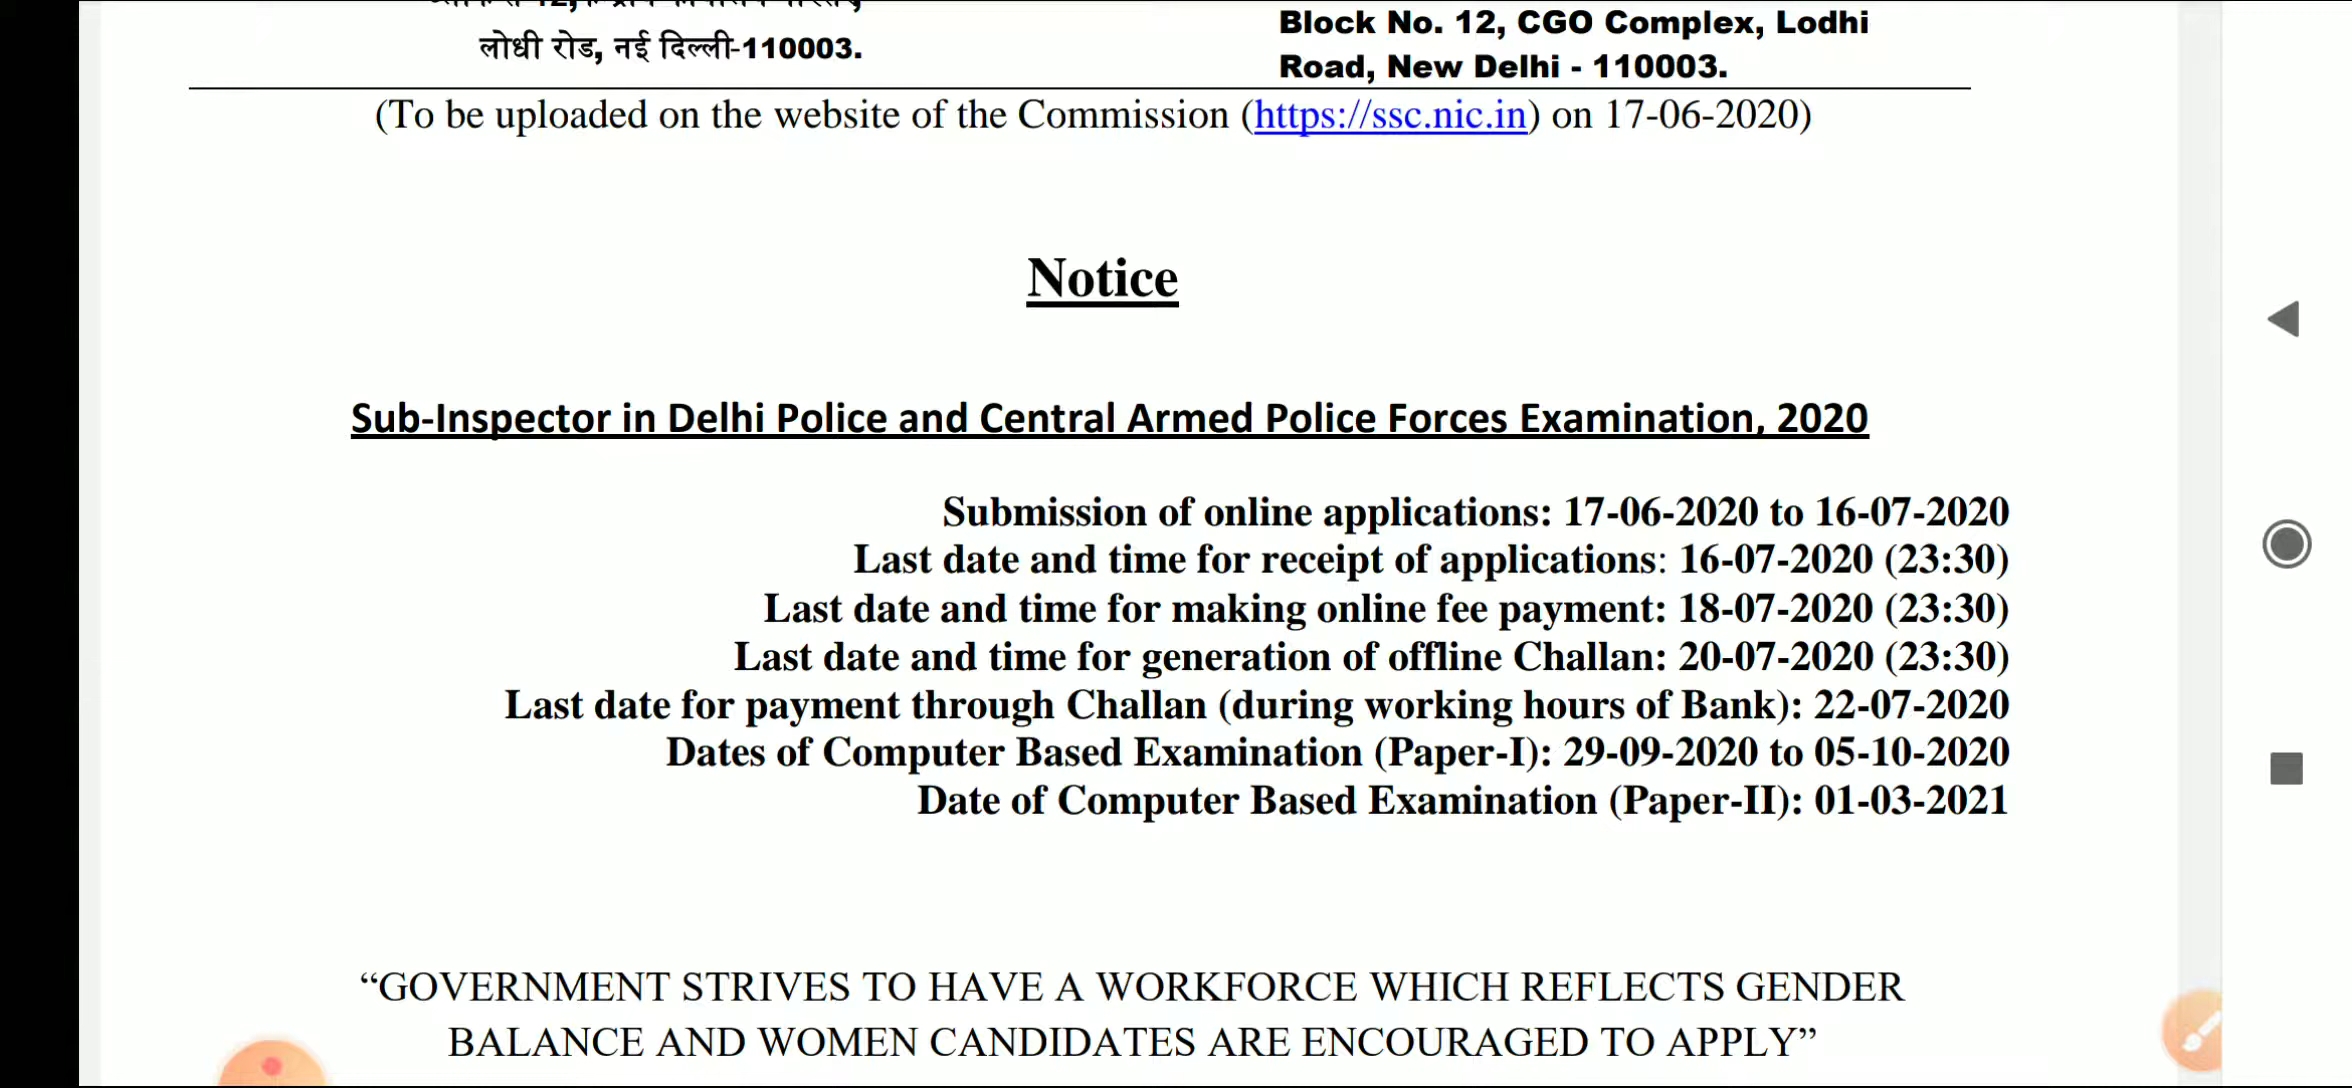 लोधी रोड, नई दिल्ली-110003.
Block No. 12, CGO Complex, Lodhi
Road, New Delhi - 110003.
(To be uploaded on the website of the Commission (https://ssc.nic.in) on 17-06-2020)
Notice
Sub-Inspector in Delhi Police and Central Armed Police Forces Examination, 2020
Submission of online applications: 17-06-2020 to 16-07-2020
Last date and time for receipt of applications: 16-07-2020 (23:30)
Last date and time for making online fee payment: 18-07-2020 (23:30)
Last date and time for generation of offline Challan: 20-07-2020 (23:30)
Last date for payment through Challan (during working hours of Bank): 22-07-2020
Dates of Computer Based Examination (Paper-I): 29-09-2020 to 05-10-2020
Date of Computer Based Examination (Paper-II): 01-03-2021
“GOVERNMENT STRIVES TO HAVE A WORKFORCE WHICH REFLECTS GENDER
BALANCE AND WOMEN CANDIDATES ARE ENCOURAGED TO APPLY”